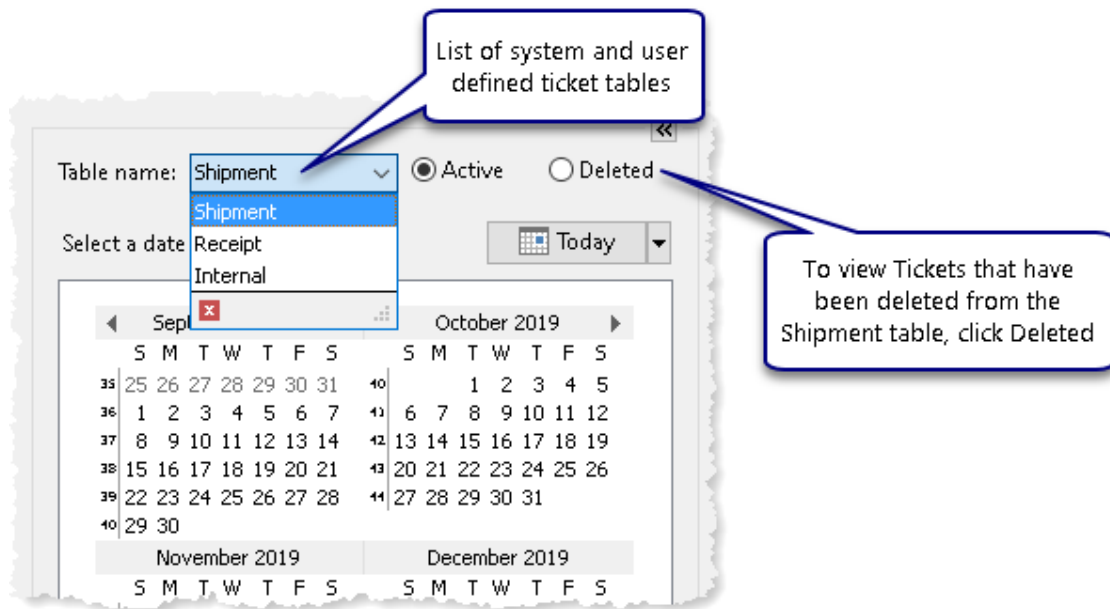 List of system and user
defined ticket tables
«
Table name: Shipment Active Deleted
Shipment
Select a date Receipt Today
Internal
To view Tickets that have
been deleted from the
Shipment table, click Deleted
Sept October 2019
S M T W T F S S M T W T F S
35 25 26 27 28 29 30 31 40 1 2 3 4 5
36 1 2 3 4 5 6 7 41 6 7 8 9 10 11 12
37 8 9 10 11 12 13 14 42 13 14 15 16 17 18 19
38 15 16 17 18 19 20 21 43 20 21 22 23 24 25 26
39 22 23 24 25 26 27 28 44 27 28 29 30 31
40 29 30
November 2019 December 2019
S M T W T F S S M T W T F S